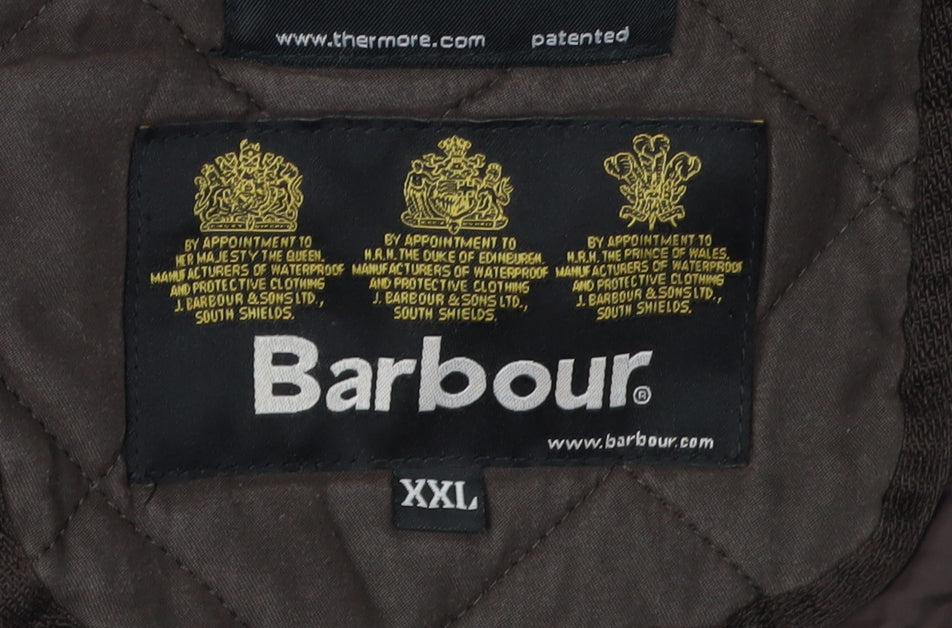 www.thermore.com patented
BY APPOINTMENT TO
HER MAJESTY THE QUEEN,
MANUFACTURERS OF WATERPROOF
AND PROTECTIVE CLOTHING
J. BARBOUR & SONS LTD.,
SOUTH SHIELDS.
BY APPOINTMENT TO
H.R.H. THE DUKE OF EDINBURGH,
MANUFACTURERS OF WATERPROOF
AND PROTECTIVE CLOTHING
J. BARBOUR & SONS LTD.,
SOUTH SHIELDS.
BY APPOINTMENT TO
H.R.H. THE PRINCE OF WALES,
MANUFACTURERS OF WATERPROOF
AND PROTECTIVE CLOTHING
J. BARBOUR & SONS LTD.,
SOUTH SHIELDS.
Barbour®
www.barbour.com
XXL